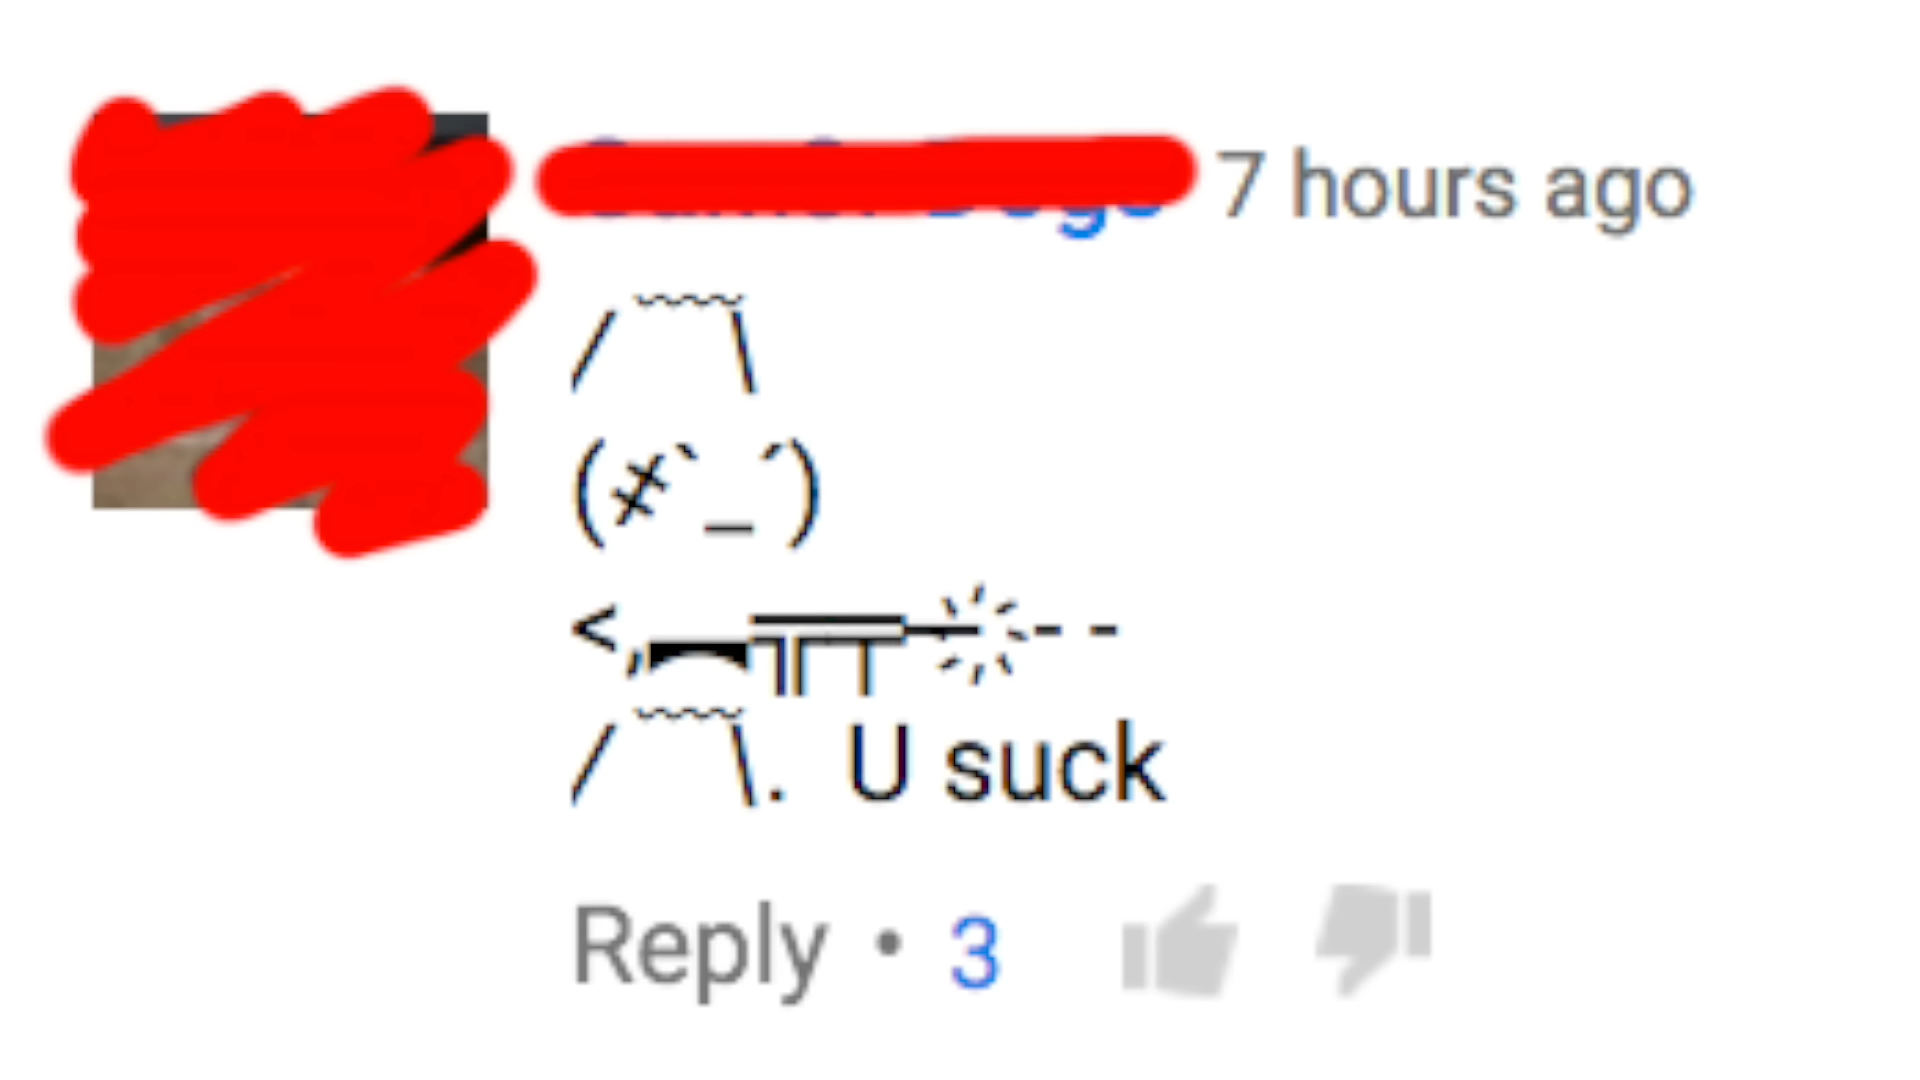 7 hours ago
/﹋\
(҂`_´)
<,︻╦╤─ ҉ - -
/﹋\. U suck
Reply • 3